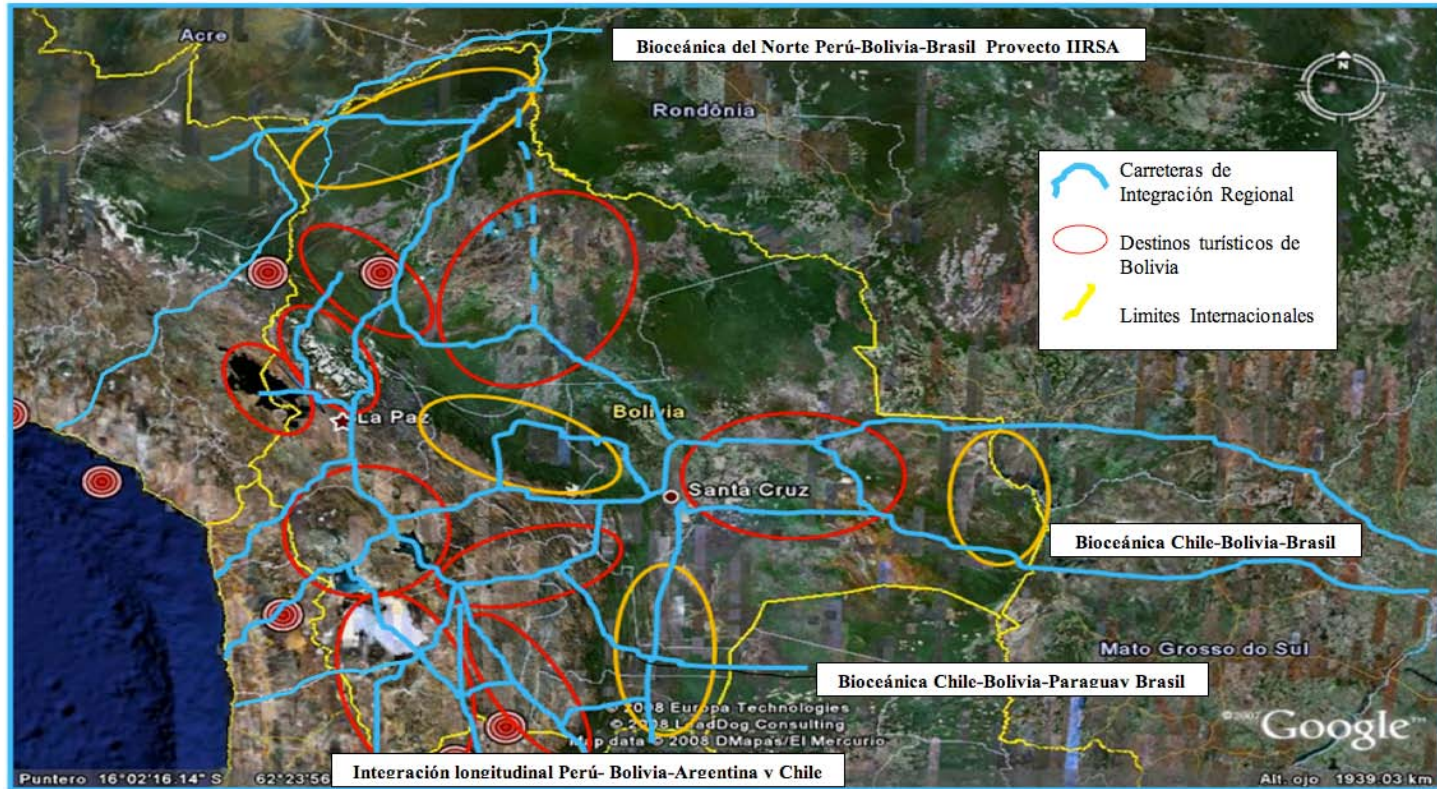 Acre
Bioceánica del Norte Perú-Bolivia-Brasil Proyecto IIRSA
N
Rondônia
Carreteras de
Integración Regional
Destinos turísticos de
Bolivia
Limites Internacionales
La Paz
Bolivia
Santa Cruz
Bioceánica Chile-Bolivia-Brasil
Mato Grosso do Sul
Bioceánica Chile-Bolivia-Paraguay Brasil
© 2008 Europa Technologies
© 2008 LeadDog Consulting
Map data © 2008 DMapas/El Mercurio
©2007 Google™
Integración longitudinal Perú- Bolivia-Argentina y Chile
Puntero 16°02'16.14" S 62°23'56
Alt. ojo 1939.03 km